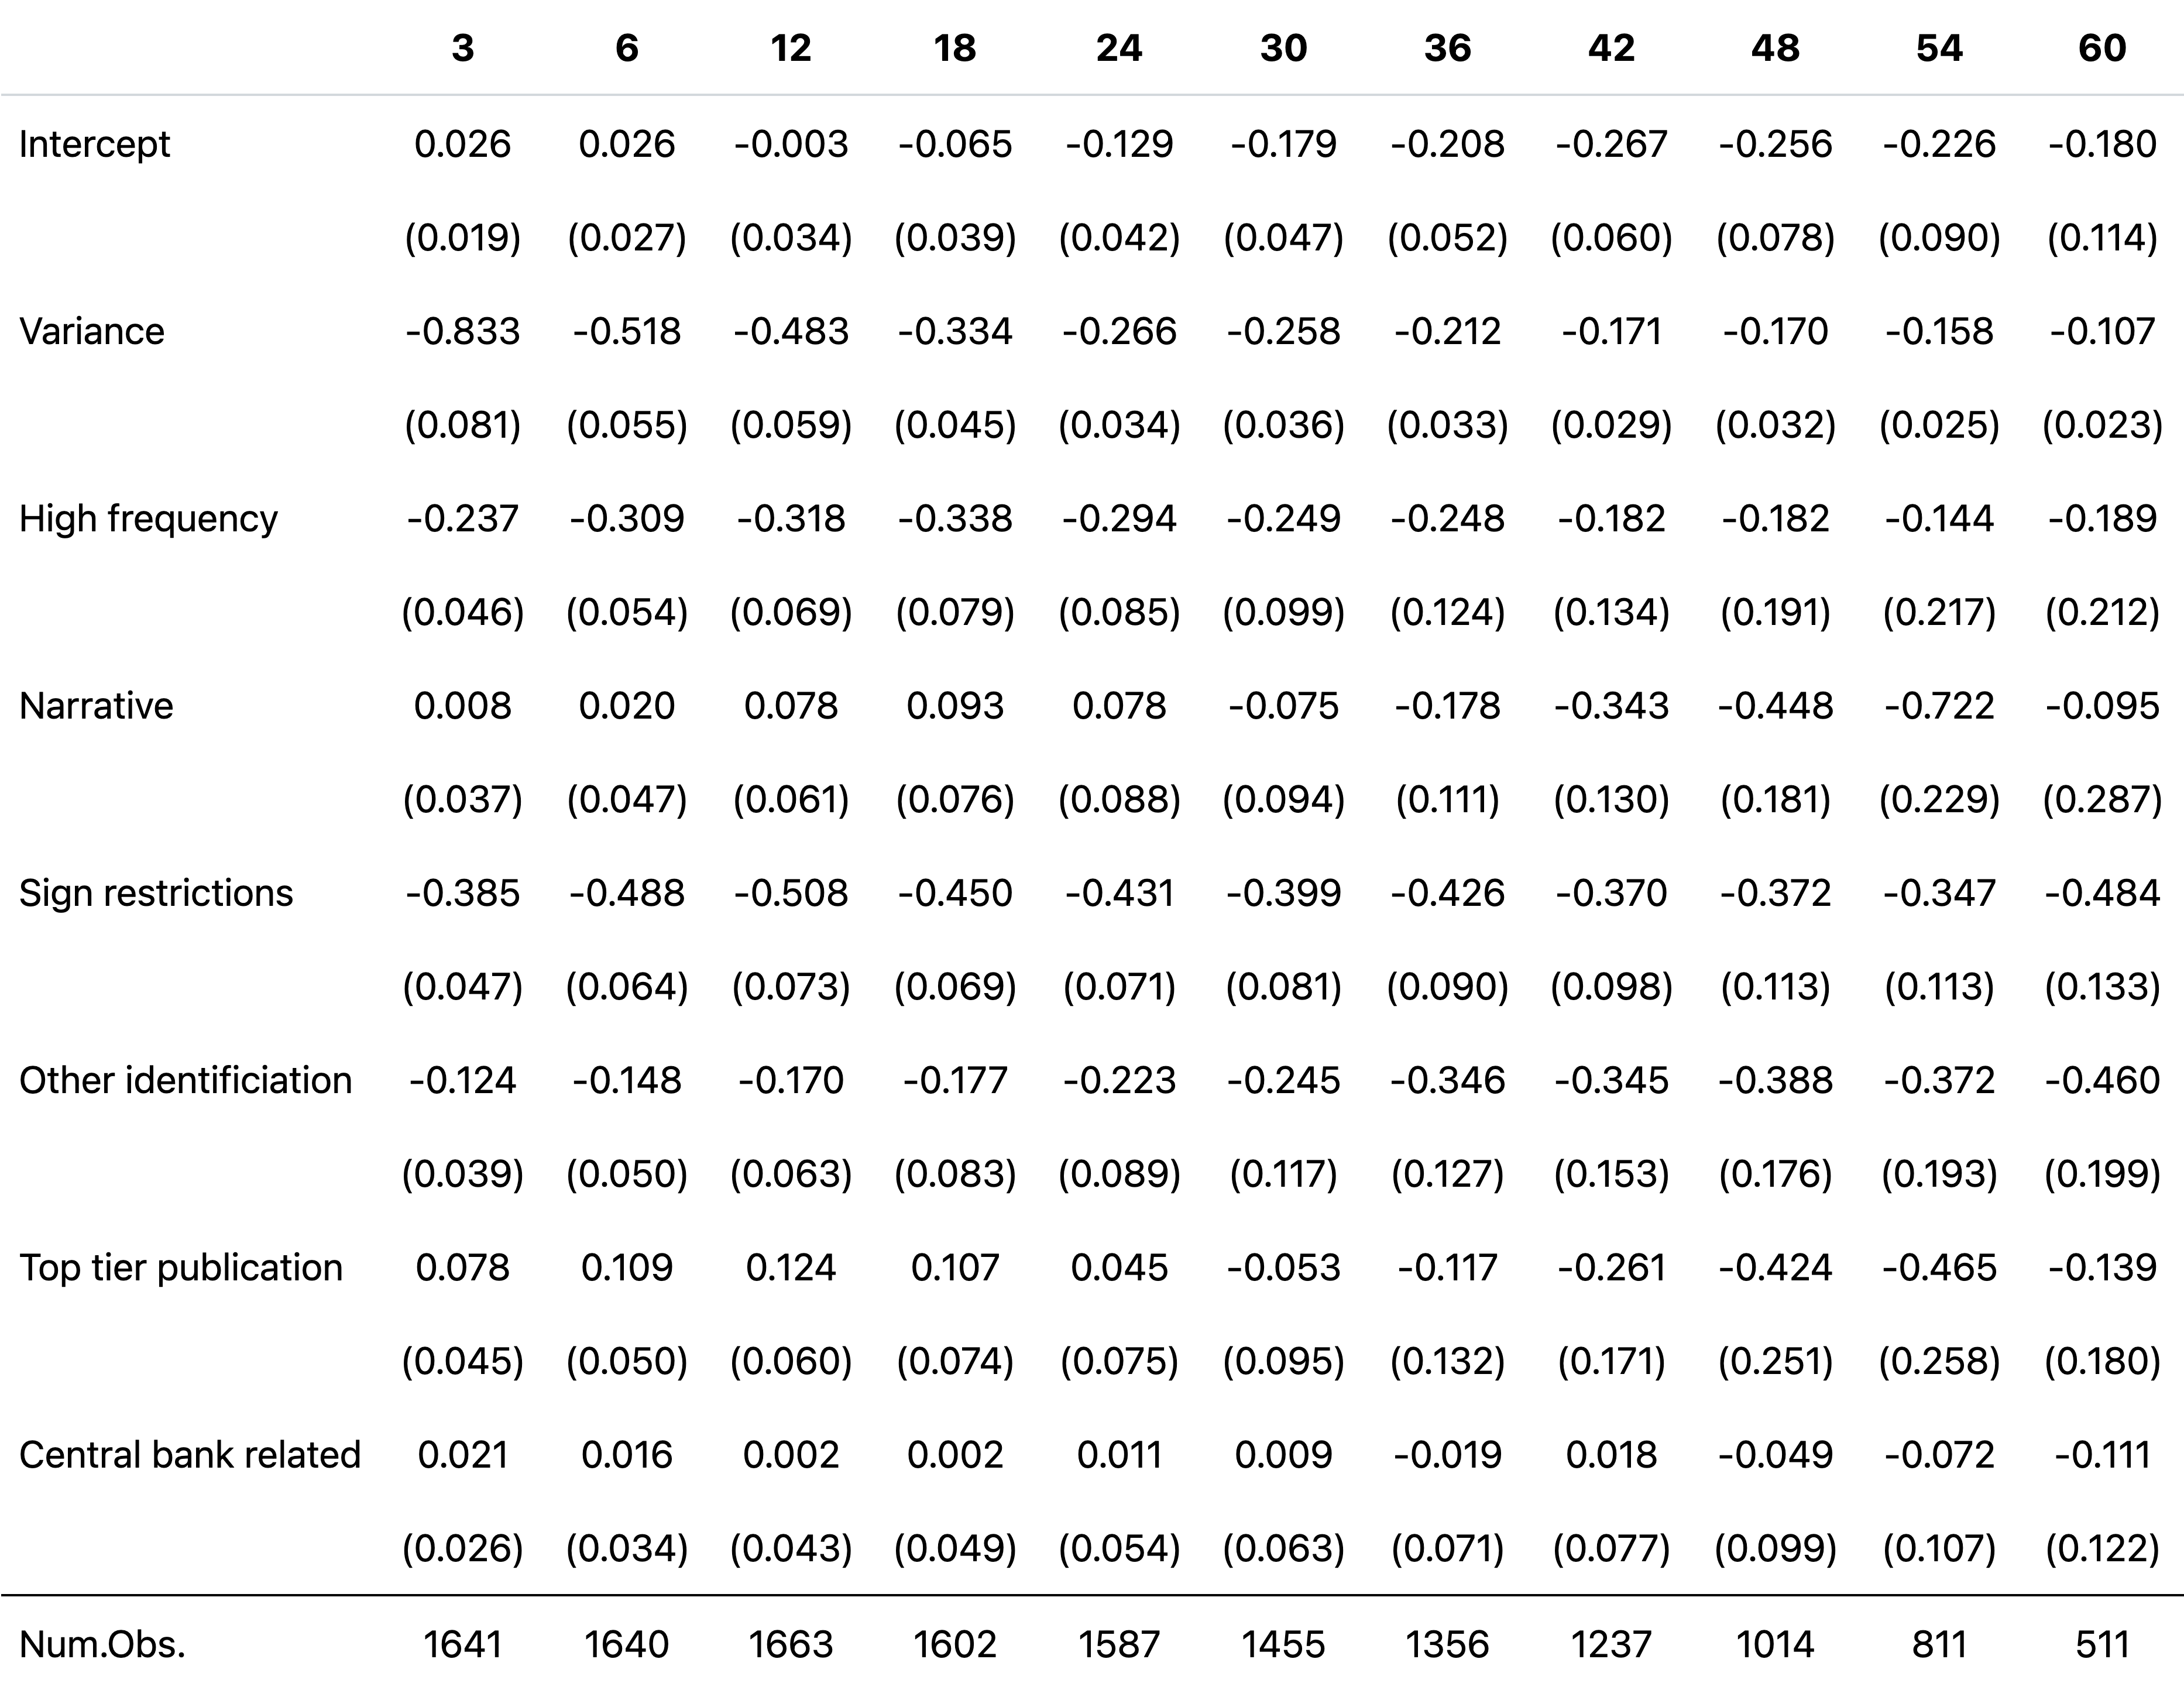 3 6 12 18 24 30 36 42 48 54 60
Intercept 0.026 0.026 -0.003 -0.065 -0.129 -0.179 -0.208 -0.267 -0.256 -0.226 -0.180
(0.019) (0.027) (0.034) (0.039) (0.042) (0.047) (0.052) (0.060) (0.078) (0.090) (0.114)
Variance -0.833 -0.518 -0.483 -0.334 -0.266 -0.258 -0.212 -0.171 -0.170 -0.158 -0.107
(0.081) (0.055) (0.059) (0.045) (0.034) (0.036) (0.033) (0.029) (0.032) (0.025) (0.023)
High frequency -0.237 -0.309 -0.318 -0.338 -0.294 -0.249 -0.248 -0.182 -0.182 -0.144 -0.189
(0.046) (0.054) (0.069) (0.079) (0.085) (0.099) (0.124) (0.134) (0.191) (0.217) (0.212)
Narrative 0.008 0.020 0.078 0.093 0.078 -0.075 -0.178 -0.343 -0.448 -0.722 -0.095
(0.037) (0.047) (0.061) (0.076) (0.088) (0.094) (0.111) (0.130) (0.181) (0.229) (0.287)
Sign restrictions -0.385 -0.488 -0.508 -0.450 -0.431 -0.399 -0.426 -0.370 -0.372 -0.347 -0.484
(0.047) (0.064) (0.073) (0.069) (0.071) (0.081) (0.090) (0.098) (0.113) (0.113) (0.133)
Other identificiation -0.124 -0.148 -0.170 -0.177 -0.223 -0.245 -0.346 -0.345 -0.388 -0.372 -0.460
(0.039) (0.050) (0.063) (0.083) (0.089) (0.117) (0.127) (0.153) (0.176) (0.193) (0.199)
Top tier publication 0.078 0.109 0.124 0.107 0.045 -0.053 -0.117 -0.261 -0.424 -0.465 -0.139
(0.045) (0.050) (0.060) (0.074) (0.075) (0.095) (0.132) (0.171) (0.251) (0.258) (0.180)
Central bank related 0.021 0.016 0.002 0.002 0.011 0.009 -0.019 0.018 -0.049 -0.072 -0.111
(0.026) (0.034) (0.043) (0.049) (0.054) (0.063) (0.071) (0.077) (0.099) (0.107) (0.122)
Num.Obs. 1641 1640 1663 1602 1587 1455 1356 1237 1014 811 511